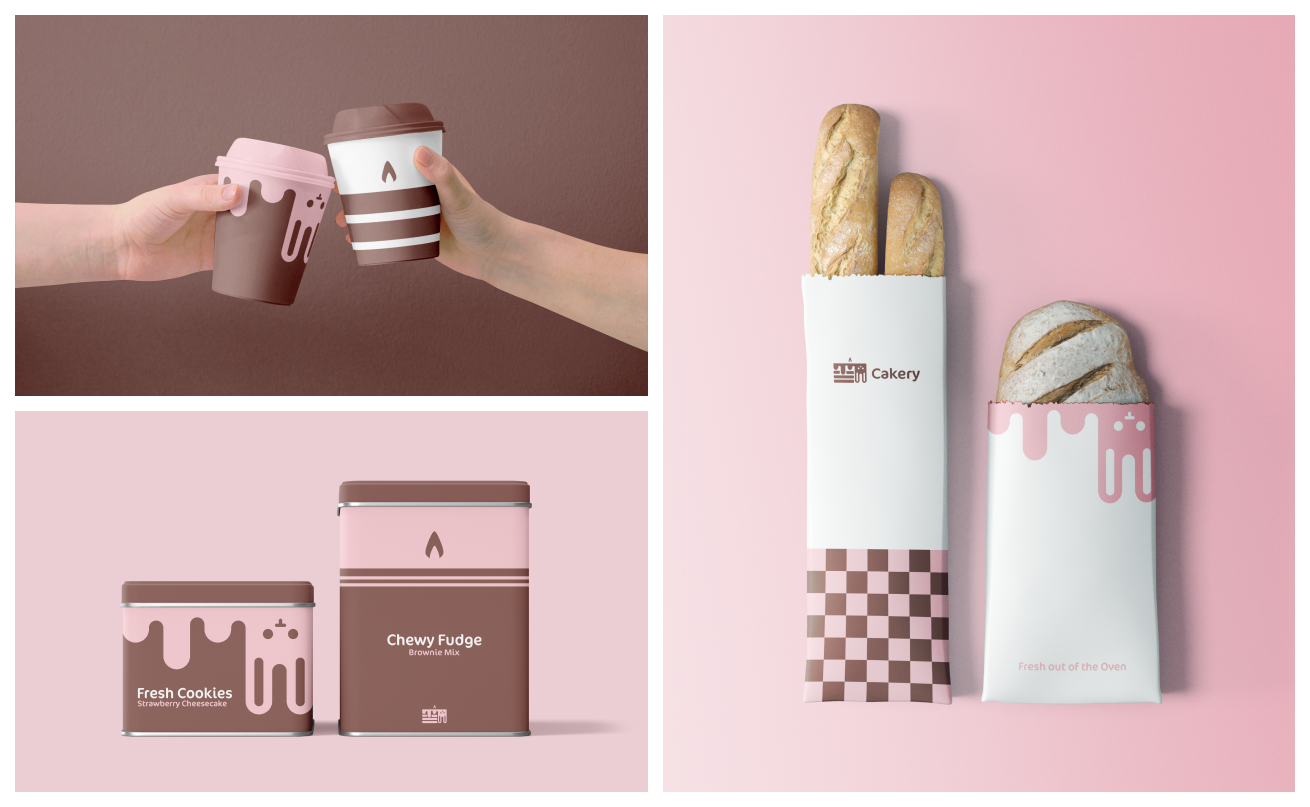 Fresh Cookies
Strawberry Cheesecake
Chewy Fudge
Brownie Mix
Cakery
Fresh out of the Oven